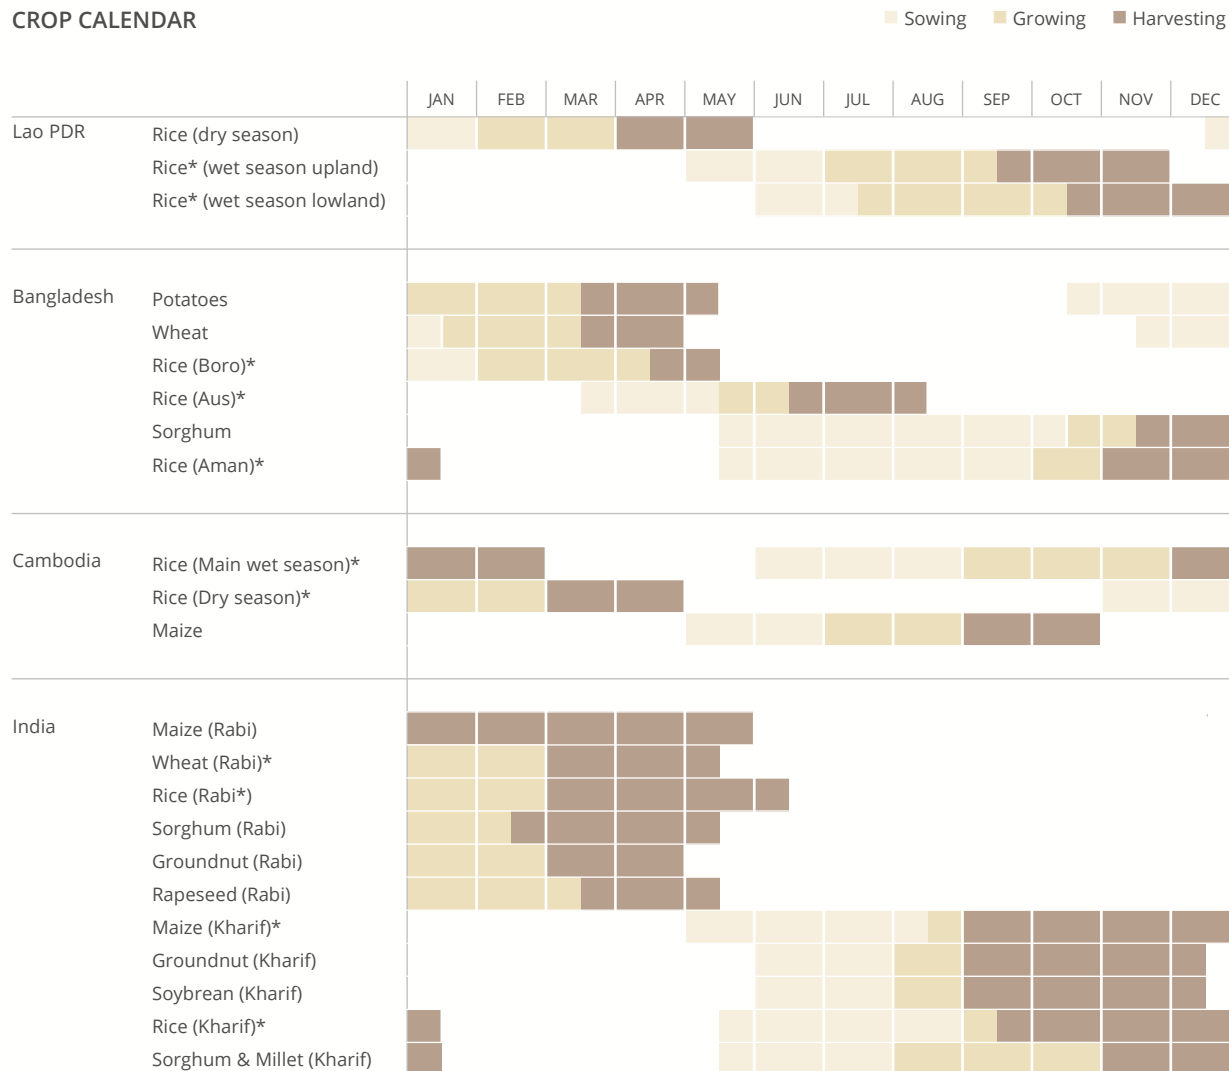 CROP CALENDAR Sowing Growing Harvesting
JAN FEB MAR APR MAY JUN JUL AUG SEP OCT NOV DEC
Lao PDR Rice (dry season)
Rice* (wet season upland)
Rice* (wet season lowland)
Bangladesh Potatoes
Wheat
Rice (Boro)*
Rice (Aus)*
Sorghum
Rice (Aman)*
Cambodia Rice (Main wet season)*
Rice (Dry season)*
Maize
India Maize (Rabi)
Wheat (Rabi)*
Rice (Rabi*)
Sorghum (Rabi)
Groundnut (Rabi)
Rapeseed (Rabi)
Maize (Kharif)*
Groundnut (Kharif)
Soybrean (Kharif)
Rice (Kharif)*
Sorghum & Millet (Kharif)